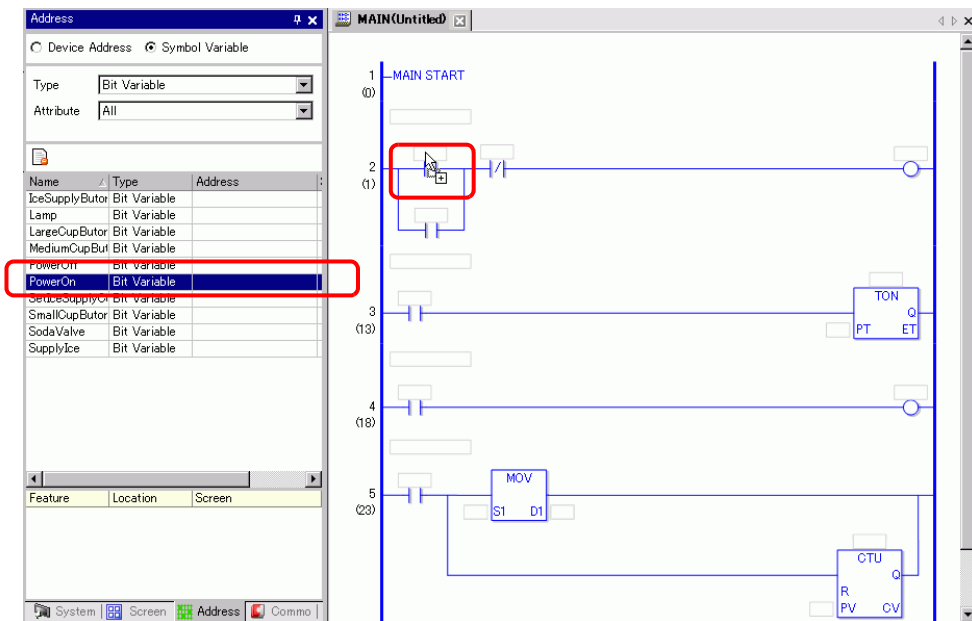 Address
Device Address Symbol Variable
Type Bit Variable
Attribute All
Name Type Address
IceSupplyButor Bit Variable
Lamp Bit Variable
LargeCupButor Bit Variable
MediumCupBut Bit Variable
PowerOff Bit Variable
PowerOn Bit Variable
SetIceSupplyC Bit Variable
SmallCupButor Bit Variable
SodaValve Bit Variable
SupplyIce Bit Variable
Feature Location Screen
System Screen Address Commo
MAIN(Untitled)
1 MAIN START
(0)
2
(1)
3
(13)
TON
Q
PT ET
4
(18)
5
(23)
MOV
S1 D1
CTU
Q
R
PV CV